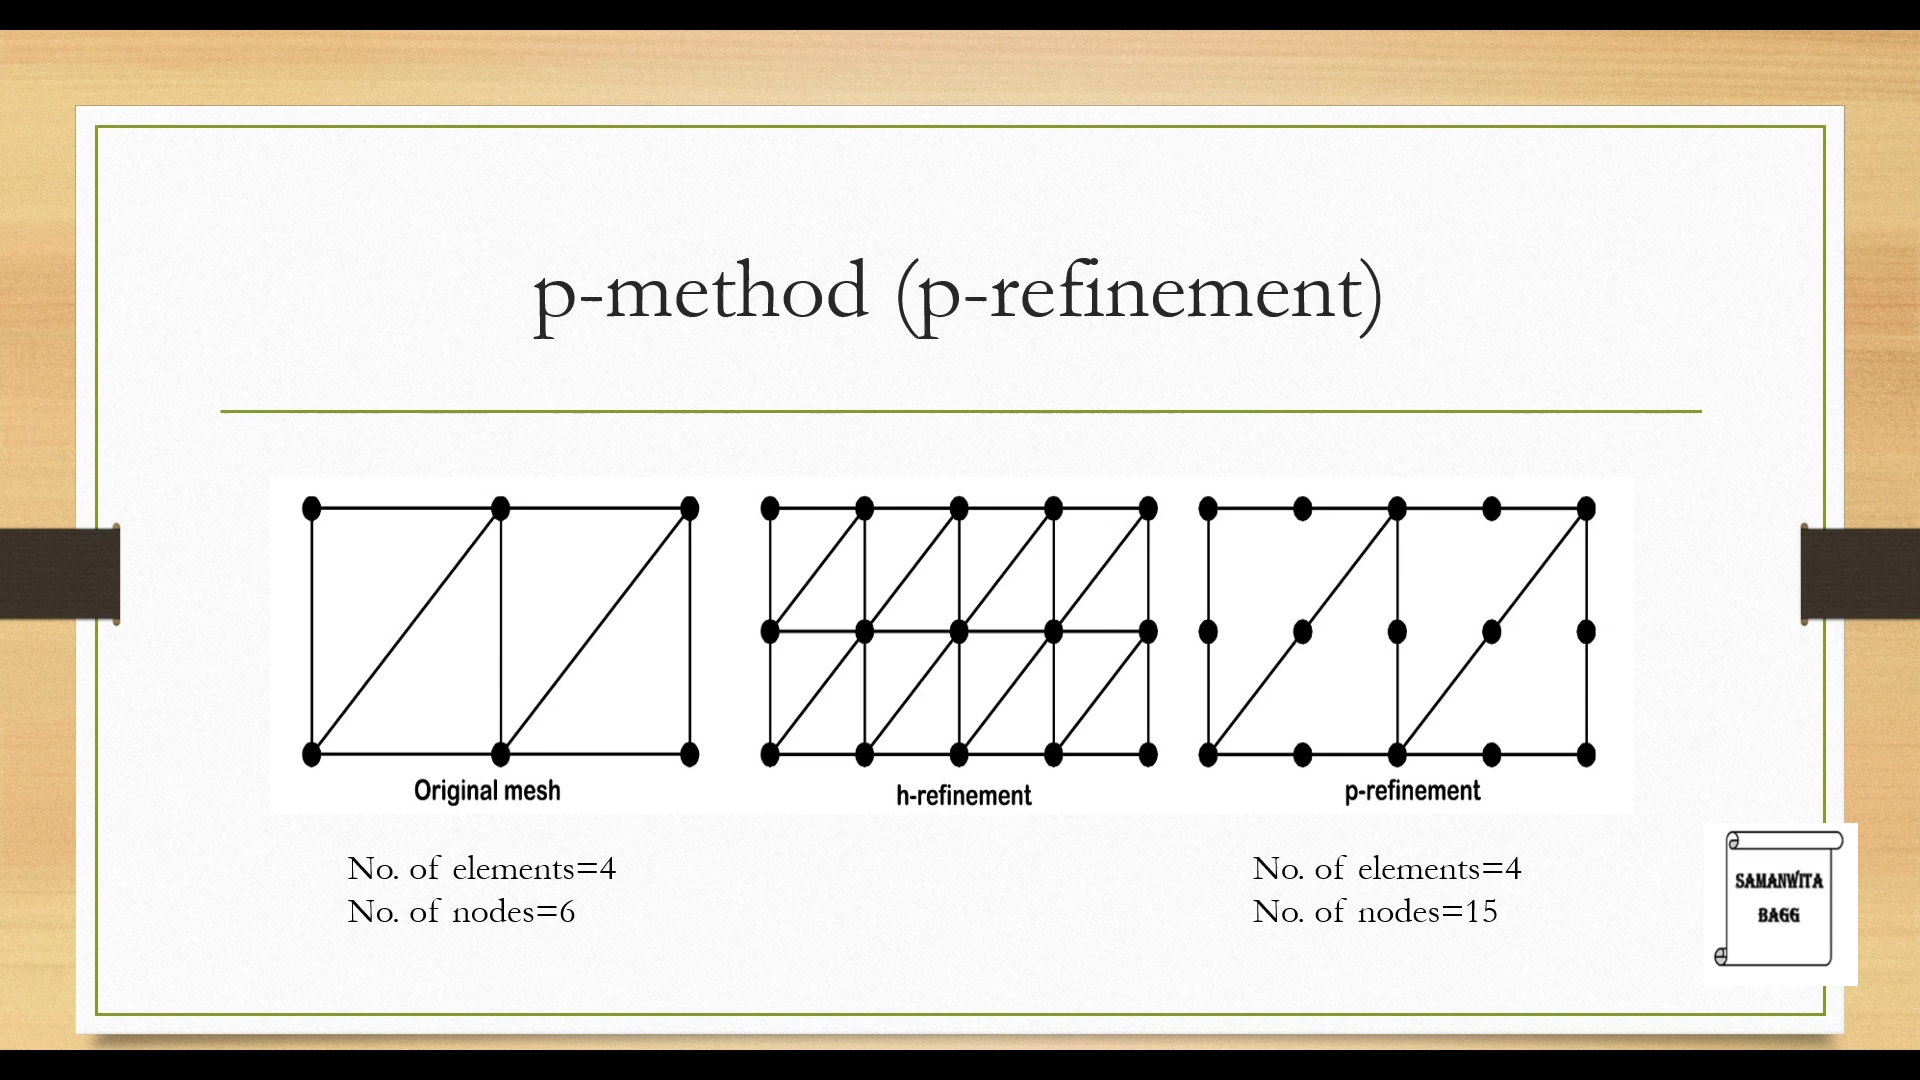 p-method (p-refinement)
Original mesh
h-refinement
p-refinement
No. of elements=4
No. of nodes=6
No. of elements=4
No. of nodes=15
SAMANWITA
BAGG